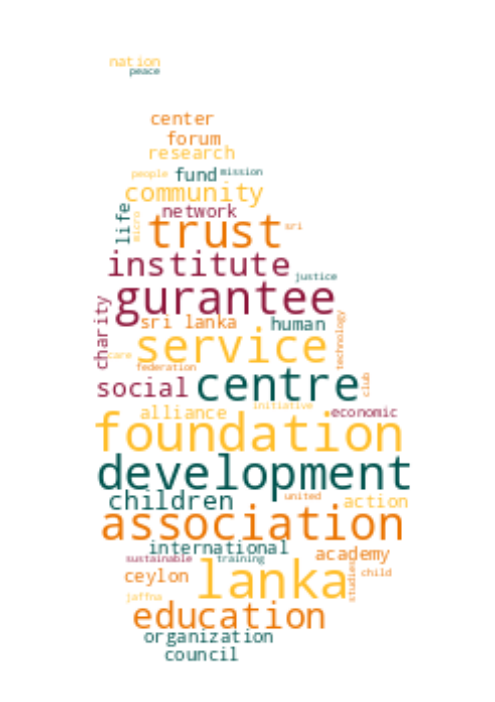 nation
peace
center
forum
research
people fund mission
community
life
micro
network
trust sri
institute
justice
gurantee
charity
sri lanka human
technology
service
care
federation
social centre
club
alliance initiative
economic
foundation
development
children united action
association
international
academy
sustainable training
ceylon lanka child
studies
jaffna
education
organization
council